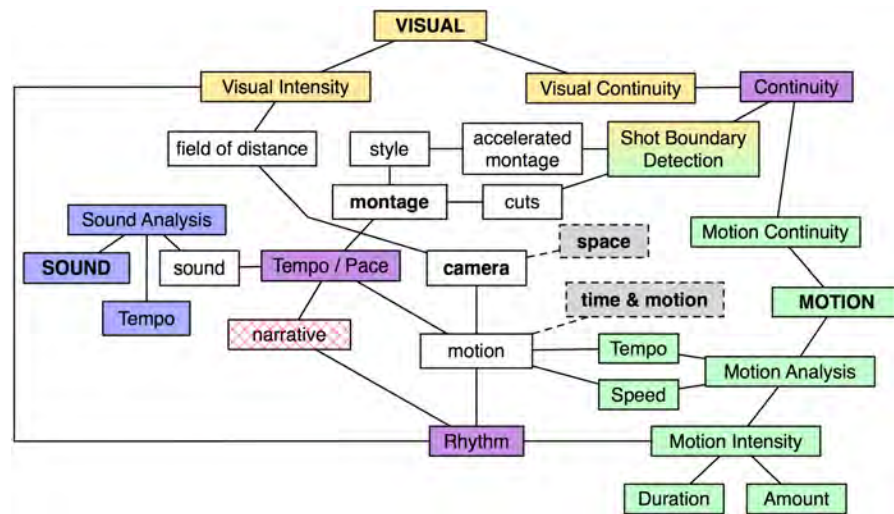 VISUAL
Visual Intensity
Visual Continuity
Continuity
field of distance
style
accelerated
montage
Shot Boundary
Detection
montage
cuts
Sound Analysis
Motion Continuity
space
SOUND
sound
Tempo / Pace
camera
time & motion
MOTION
Tempo
narrative
motion
Tempo
Motion Analysis
Speed
Rhythm
Motion Intensity
Duration
Amount